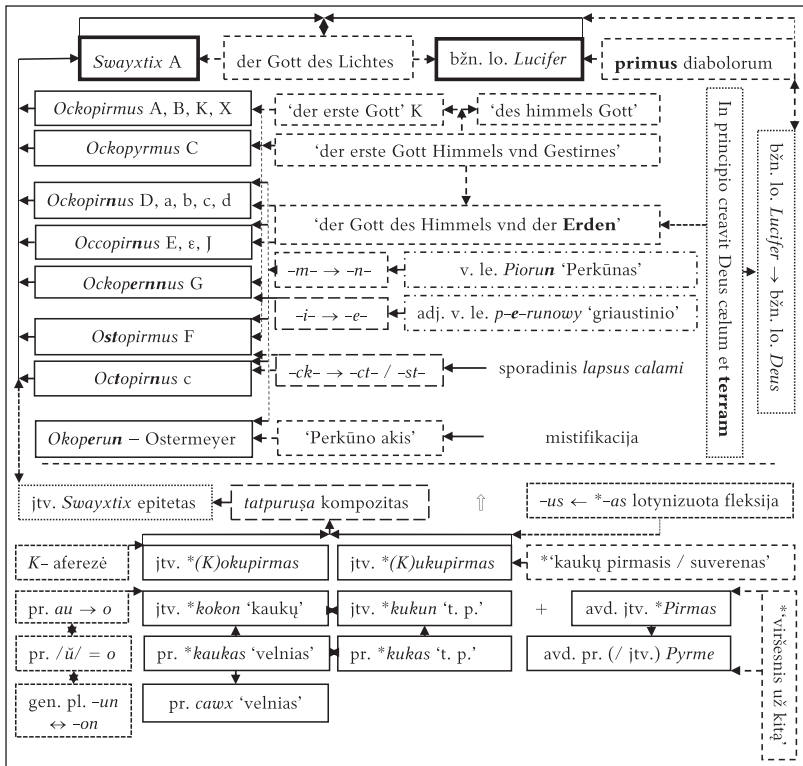 Swayxtix A
der Gott des Lichtes
bžn. lo. Lucifer
primus diabolorum
Ockopirmus A, B, K, X
‘der erste Gott’ K
‘des himmels Gott’
Ockopyrmus C
‘der erste Gott Himmels vnd Gestirnes’
Ockopirnus D, a, b, c, d
‘der Gott des Himmels vnd der Erden’
Occopirnus E, ε, J
Ockopernnus G
–m– → –n–
v. le. Piorun ‘Perkūnas’
–i– → –e–
adj. v. le. p–e–runowy ‘griaustinio’
Ostopirmus F
Octopirnus c
–ck– → –ct– / –st–
sporadinis lapsus calami
Okoperun – Ostermeyer
‘Perkūno akis’
mistifikacija
In principio creavit Deus cælum et terram
bžn. lo. Lucifer → bžn. lo. Deus
jtv. Swayxtix epitetas
tatpuruṣa kompozitas
⇧
–us ← *–as lotynizuota fleksija
K– aferezė
jtv. *(K)okupirmas
jtv. *(K)ukupirmas
*‘kaukų pirmasis / suverenas’
pr. au → o
jtv. *kokon ‘kaukų’
jtv. *kukun ‘t. p.’
+
avd. jtv. *Pirmas
pr. /ŭ/ = o
pr. *kaukas ‘velnias’
pr. *kukas ‘t. p.’
avd. pr. (/ jtv.) Pyrme
gen. pl. –un
↔ –on
pr. cawx ‘velnias’
*‘viršesnis už kitą’